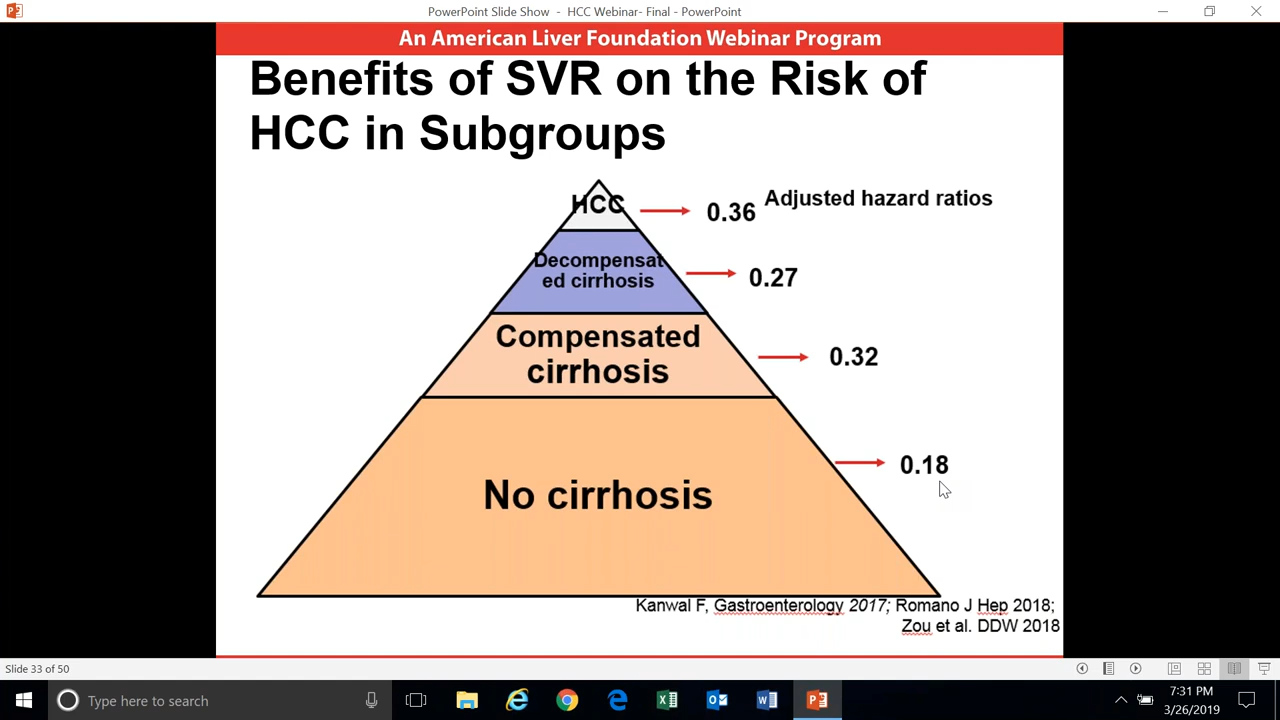 PowerPoint Slide Show - HCC Webinar- Final - PowerPoint
An American Liver Foundation Webinar Program
Benefits of SVR on the Risk of
HCC in Subgroups
HCC
0.36
Adjusted hazard ratios
Decompensat
ed cirrhosis
0.27
Compensated
cirrhosis
0.32
No cirrhosis
0.18
Kanwal F, Gastroenterology 2017; Romano J Hep 2018;
Zou et al. DDW 2018
Slide 33 of 50
Type here to search
7:31 PM
3/26/2019